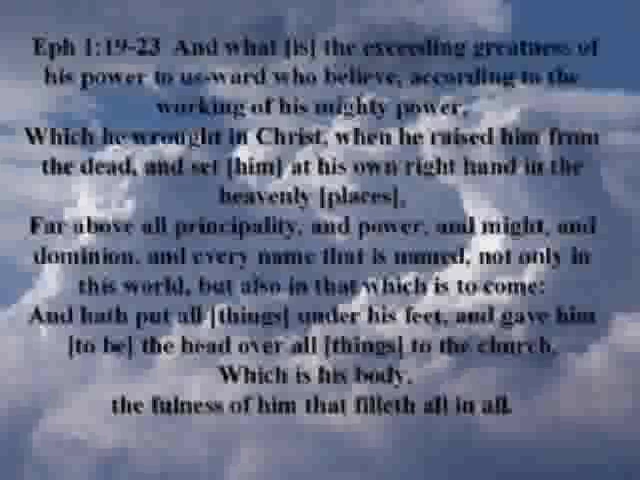 Eph 1:19-23 And what [is] the exceeding greatness of
his power to us-ward who believe, according to the
working of his mighty power,
Which he wrought in Christ, when he raised him from
the dead, and set [him] at his own right hand in the
heavenly [places],
Far above all principality, and power, and might, and
dominion, and every name that is named, not only in
this world, but also in that which is to come:
And hath put all [things] under his feet, and gave him
[to be] the head over all [things] to the church,
Which is his body,
the fulness of him that filleth all in all.